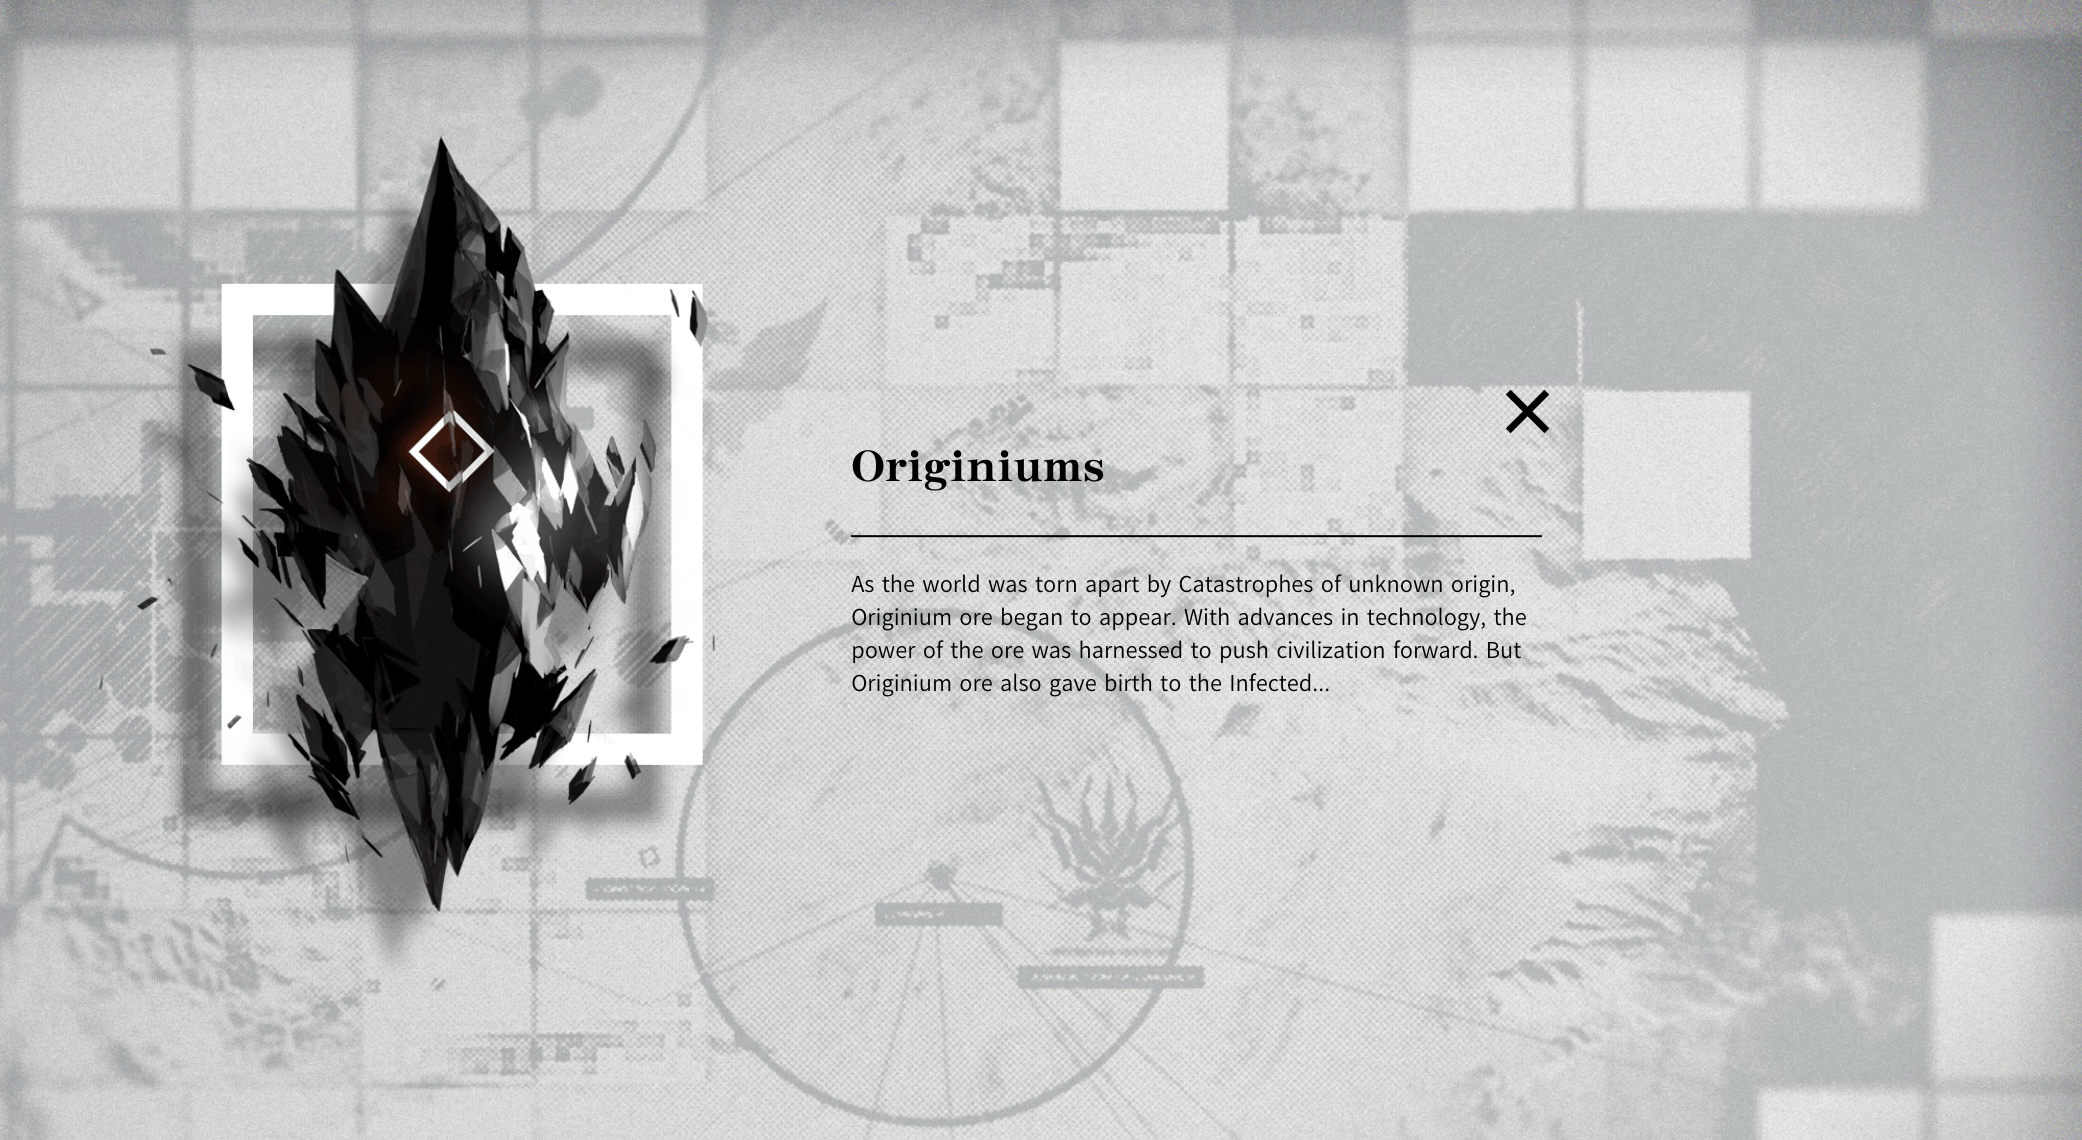 Originiums
As the world was torn apart by Catastrophes of unknown origin,
Originium ore began to appear. With advances in technology, the
power of the ore was harnessed to push civilization forward. But
Originium ore also gave birth to the Infected...